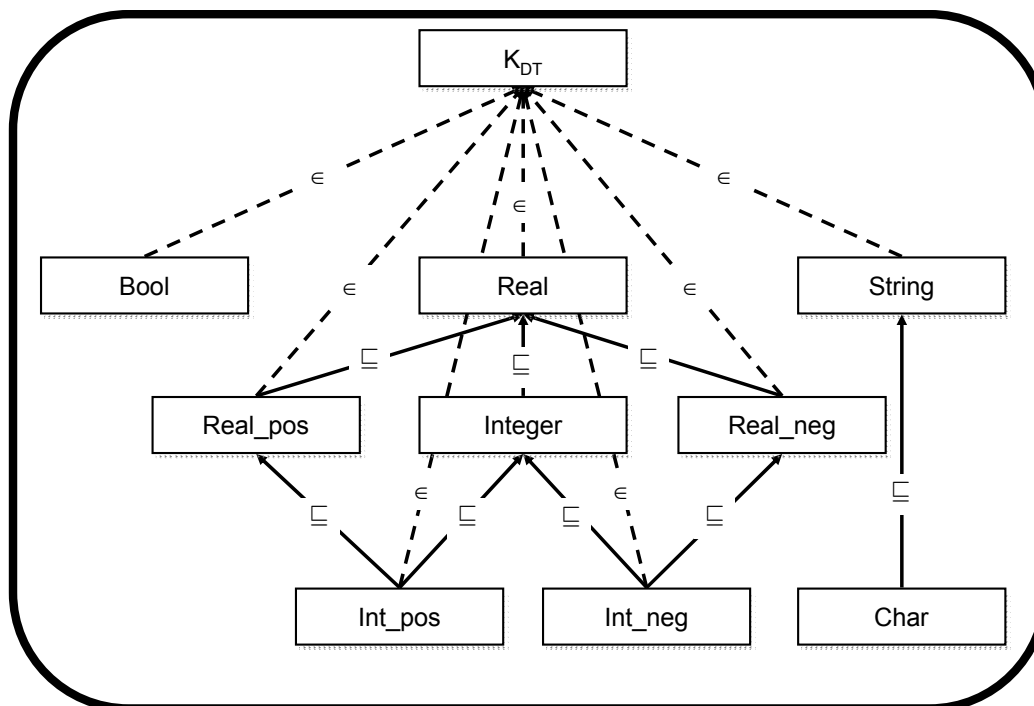 K_DT
∈ ∈
∈
Bool Real String
∈ ∈
⊑ ⊑ ⊑
Real_pos Integer Real_neg
∈ ∈ ⊑
⊑ ⊑ ⊑ ⊑
Int_pos Int_neg Char